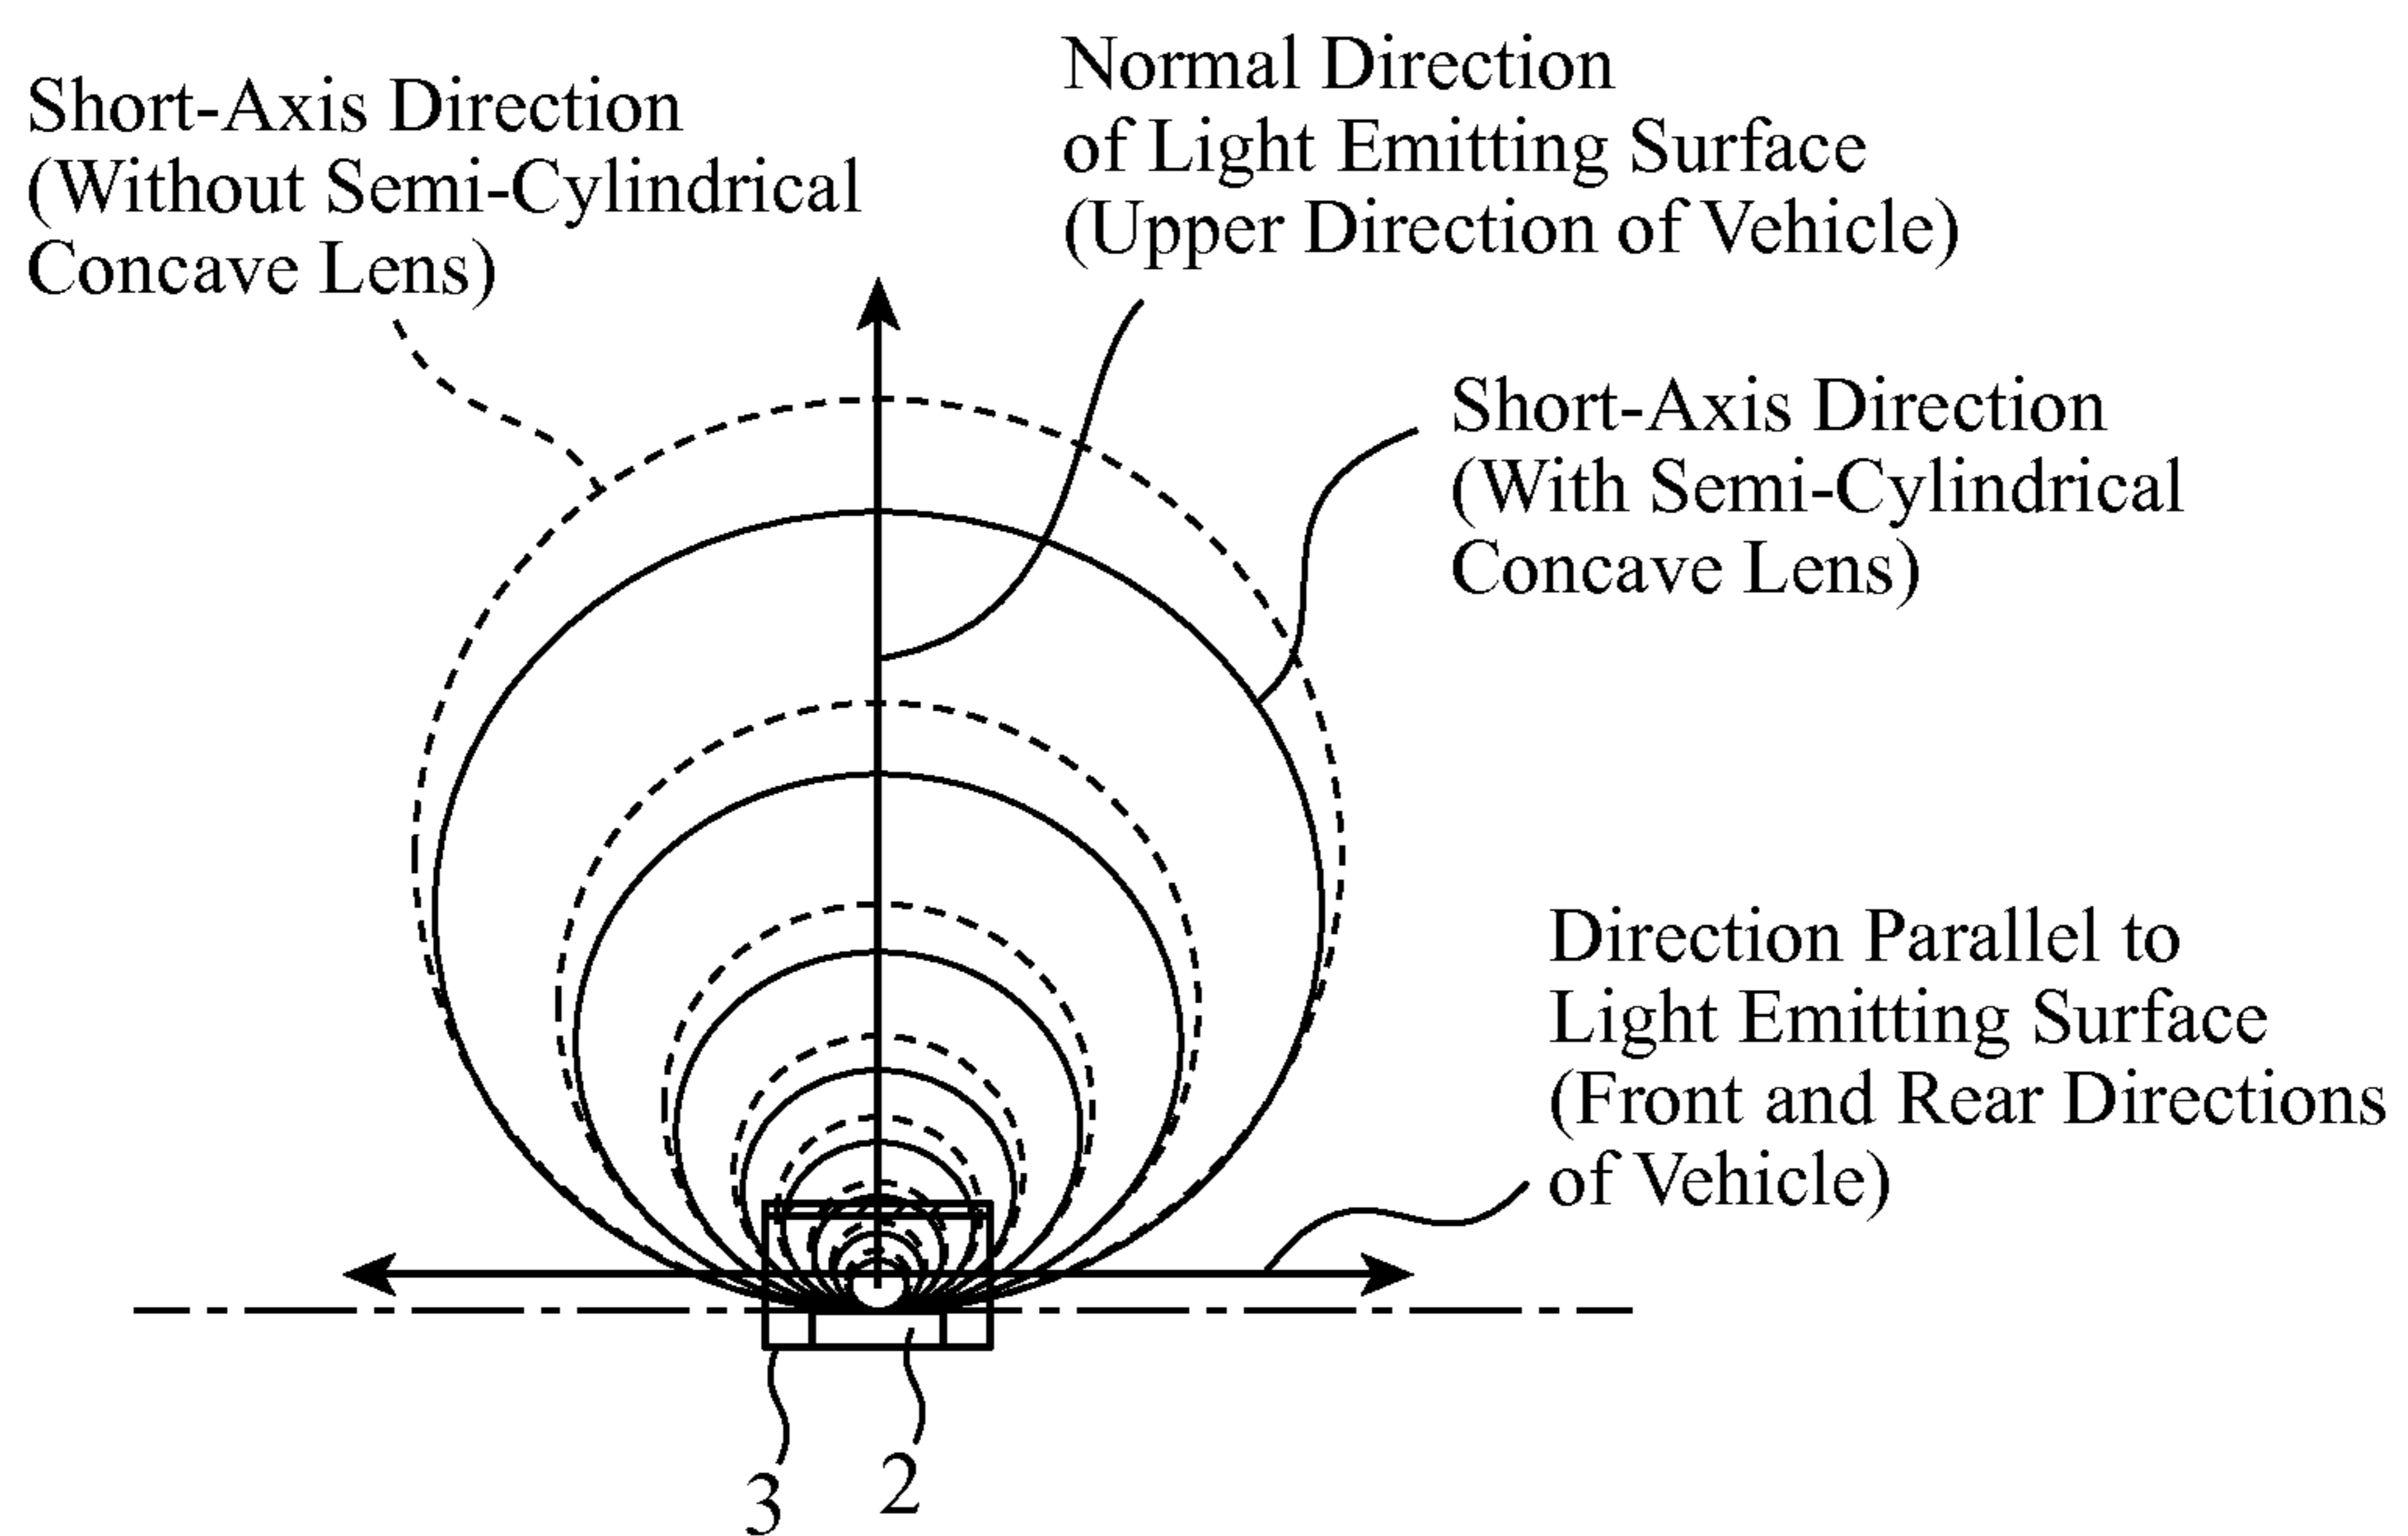 Short-Axis Direction
(Without Semi-Cylindrical
Concave Lens)
Normal Direction
of Light Emitting Surface
(Upper Direction of Vehicle)
Short-Axis Direction
(With Semi-Cylindrical
Concave Lens)
Direction Parallel to
Light Emitting Surface
(Front and Rear Directions
of Vehicle)
3 2